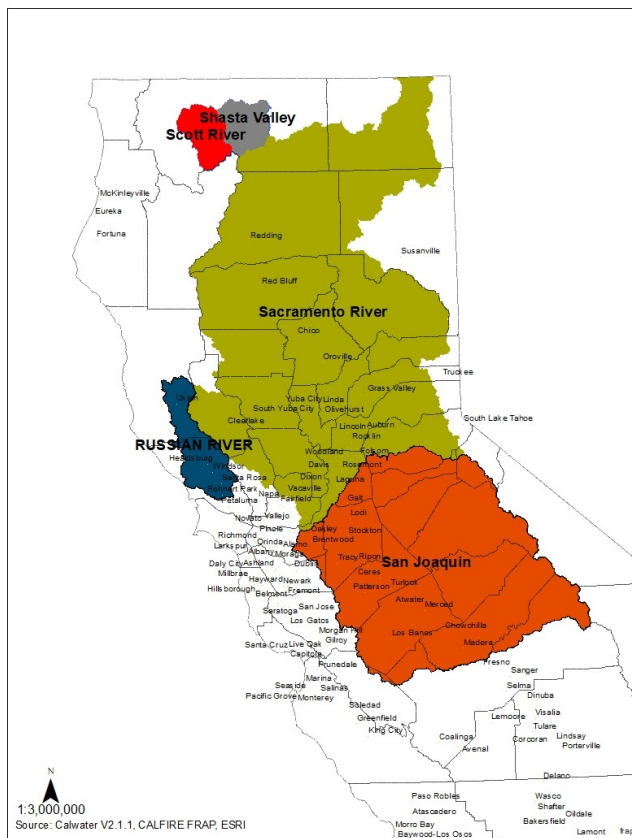 Shasta Valley
Scott River
McKinleyville
Eureka
Fortuna
Redding
Susanville
Red Bluff
Sacramento River
Chico
Oroville
Truckee
Ukiah
Grass Valley
Yuba City Linda
South Yuba City Olivehurst
South Lake Tahoe
Clearlake
Lincoln Auburn
Rocklin
RUSSIAN RIVER
Woodland Folsom
Healdsburg
Davis Rosemont
Windsor
Santa Rosa Dixon Laguna
Rohnert Park Vacaville
Petaluma Napa Fairfield Galt
Novato Vallejo Lodi
Richmond Pinole Oakley Stockton
Larkspur Orinda Alamo Brentwood
Albany Moraga
Daly City Ashland Dublin Tracy Ripon San Joaquin
Millbrae Ceres
Hillsborough Hayward Newark Patterson Turlock
Belmont Fremont
Saratoga San Jose Atwater Merced
Los Gatos
Morgan Hill Los Banos Chowchilla
Santa Cruz Live Oak Gilroy Madera
Capitola
Prunedale Fresno
Marina Sanger
Seaside Salinas Selma
Pacific Grove Monterey Dinuba
Soledad Lemoore Visalia
Greenfield Tulare
King City Coalinga Corcoran Lindsay
Avenal Porterville
Delano
N
1:3,000,000
Paso Robles Wasco
Atascadero Shafter
Oildale
Source: Calwater V2.1.1, CALFIRE FRAP, ESRI
Morro Bay Bakersfield
Baywood-Los Osos Lamont frap